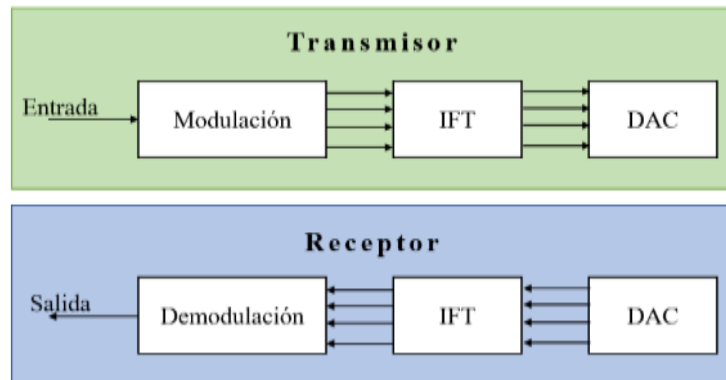 Transmisor
Entrada
Modulación
IFT
DAC
Receptor
Salida
Demodulación
IFT
DAC